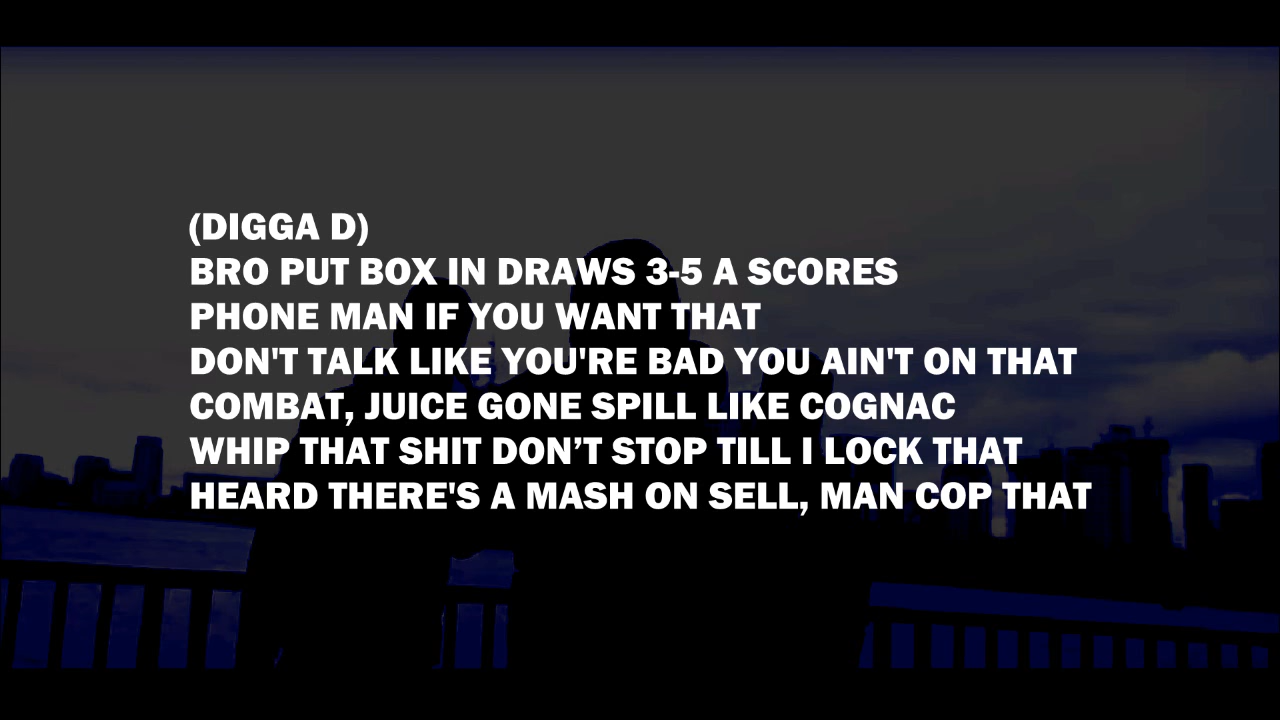 (DIGGA D)
BRO PUT BOX IN DRAWS 3-5 A SCORES
PHONE MAN IF YOU WANT THAT
DON'T TALK LIKE YOU'RE BAD YOU AIN'T ON THAT
COMBAT, JUICE GONE SPILL LIKE COGNAC
WHIP THAT SHIT DON’T STOP TILL I LOCK THAT
HEARD THERE'S A MASH ON SELL, MAN COP THAT